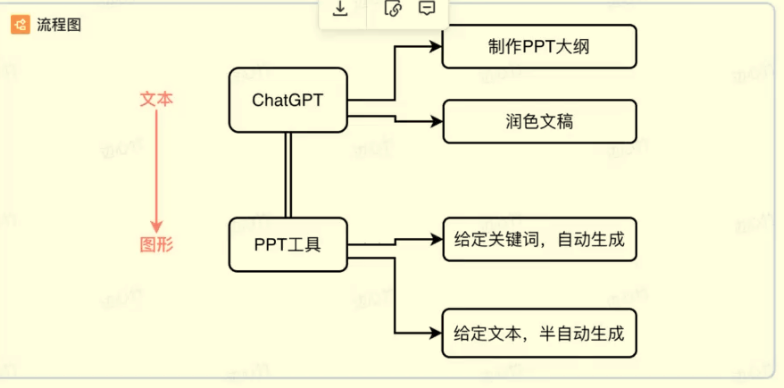 流程图
制作PPT大纲
文本
ChatGPT
润色文稿
图形
PPT工具
给定关键词，自动生成
给定文本，半自动生成